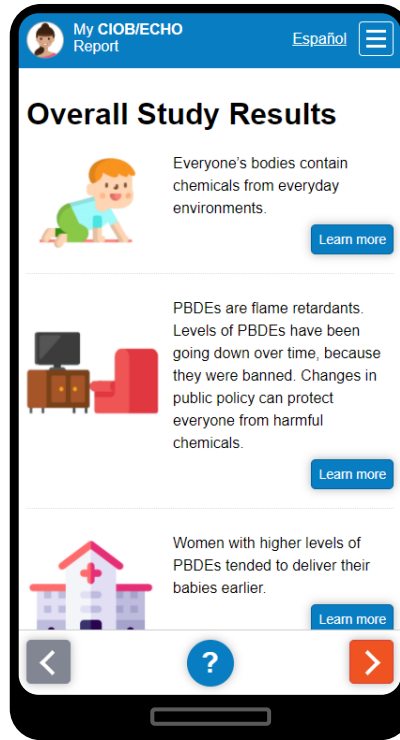 My CIOB/ECHO
Report
Español
Overall Study Results
Everyone's bodies contain
chemicals from everyday
environments.
Learn more
PBDEs are flame retardants.
Levels of PBDEs have been
going down over time, because
they were banned. Changes in
public policy can protect
everyone from harmful
chemicals.
Learn more
Women with higher levels of
PBDEs tended to deliver their
babies earlier.
Learn more
?